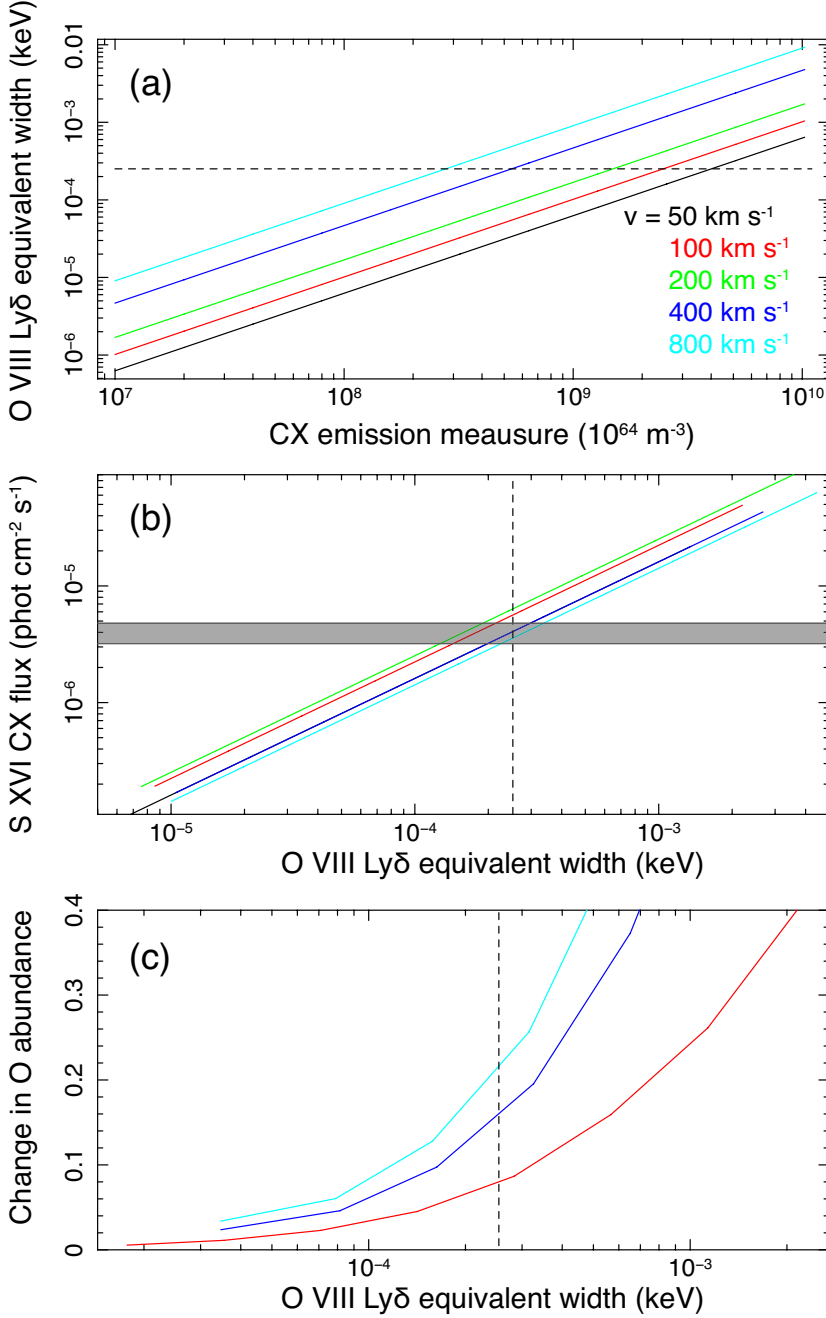 (a)
O VIII Lyδ equivalent width (keV)
0.01
10⁻³
10⁻⁴
10⁻⁵
10⁻⁶
v = 50 km s⁻¹
100 km s⁻¹
200 km s⁻¹
400 km s⁻¹
800 km s⁻¹
10⁷ 10⁸ 10⁹ 10¹⁰
CX emission meausure (10⁶⁴ m⁻³)
(b)
S XVI CX flux (phot cm⁻² s⁻¹)
10⁻⁵
10⁻⁶
10⁻⁵ 10⁻⁴ 10⁻³
O VIII Lyδ equivalent width (keV)
(c)
Change in O abundance
0.4
0.3
0.2
0.1
0
10⁻⁴ 10⁻³
O VIII Lyδ equivalent width (keV)